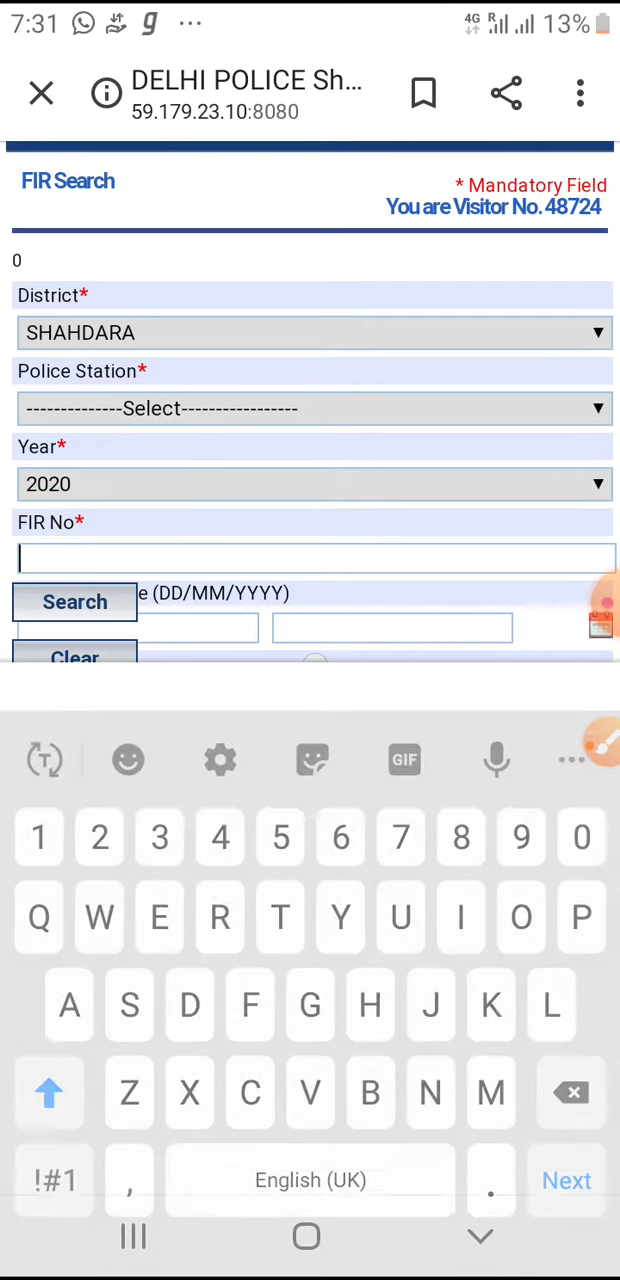 7:31 g ... 4G R 13%
DELHI POLICE Sh...
59.179.23.10:8080
FIR Search
* Mandatory Field
You are Visitor No. 48724
0
District*
SHAHDARA
Police Station*
--------------Select-----------------
Year*
2020
FIR No*
Search e (DD/MM/YYYY)
Clear
GIF ...
1 2 3 4 5 6 7 8 9 0
Q W E R T Y U I O P
A S D F G H J K L
Z X C V B N M
!#1 , English (UK) . Next